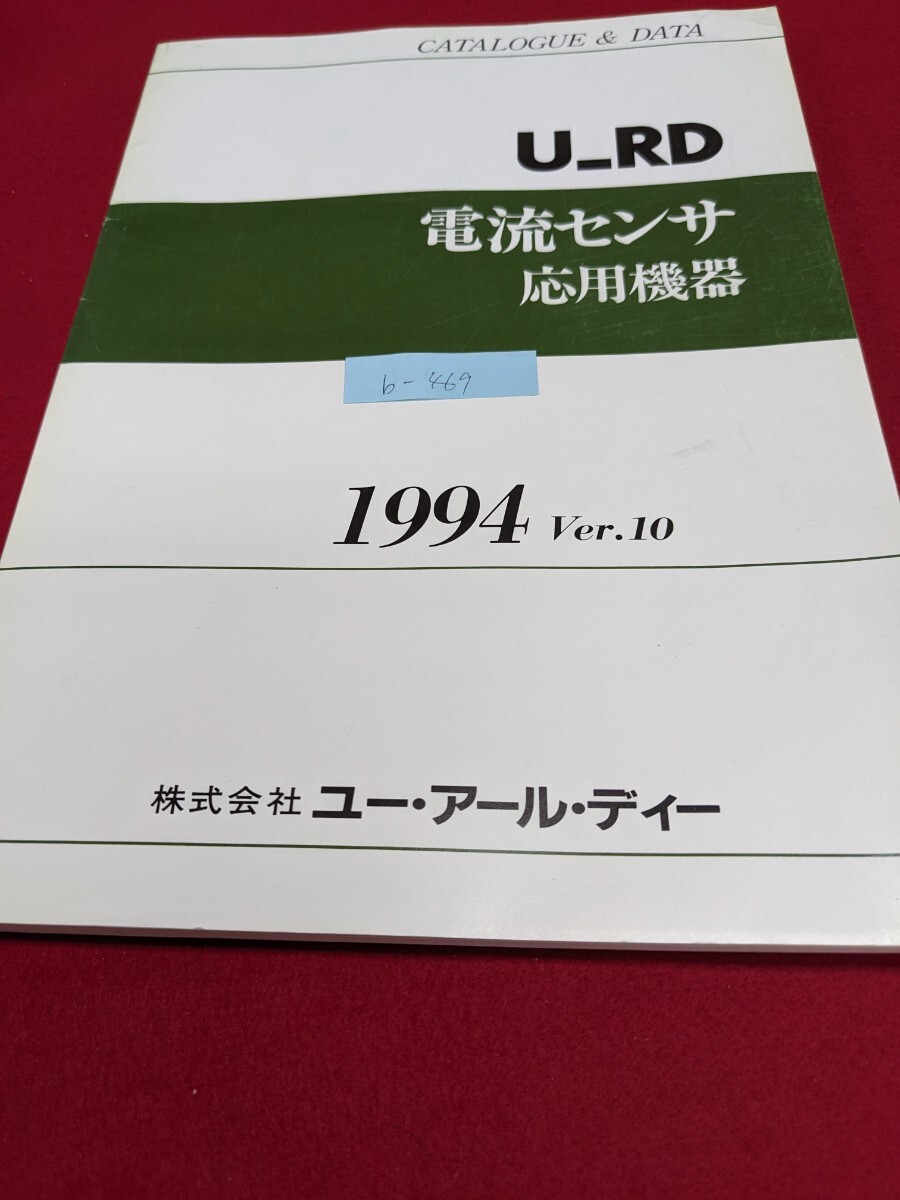 CATALOGUE & DATA
U_RD
電流センサ
応用機器
b-469
1994 Ver.10
株式会社 ユー・アール・ディー